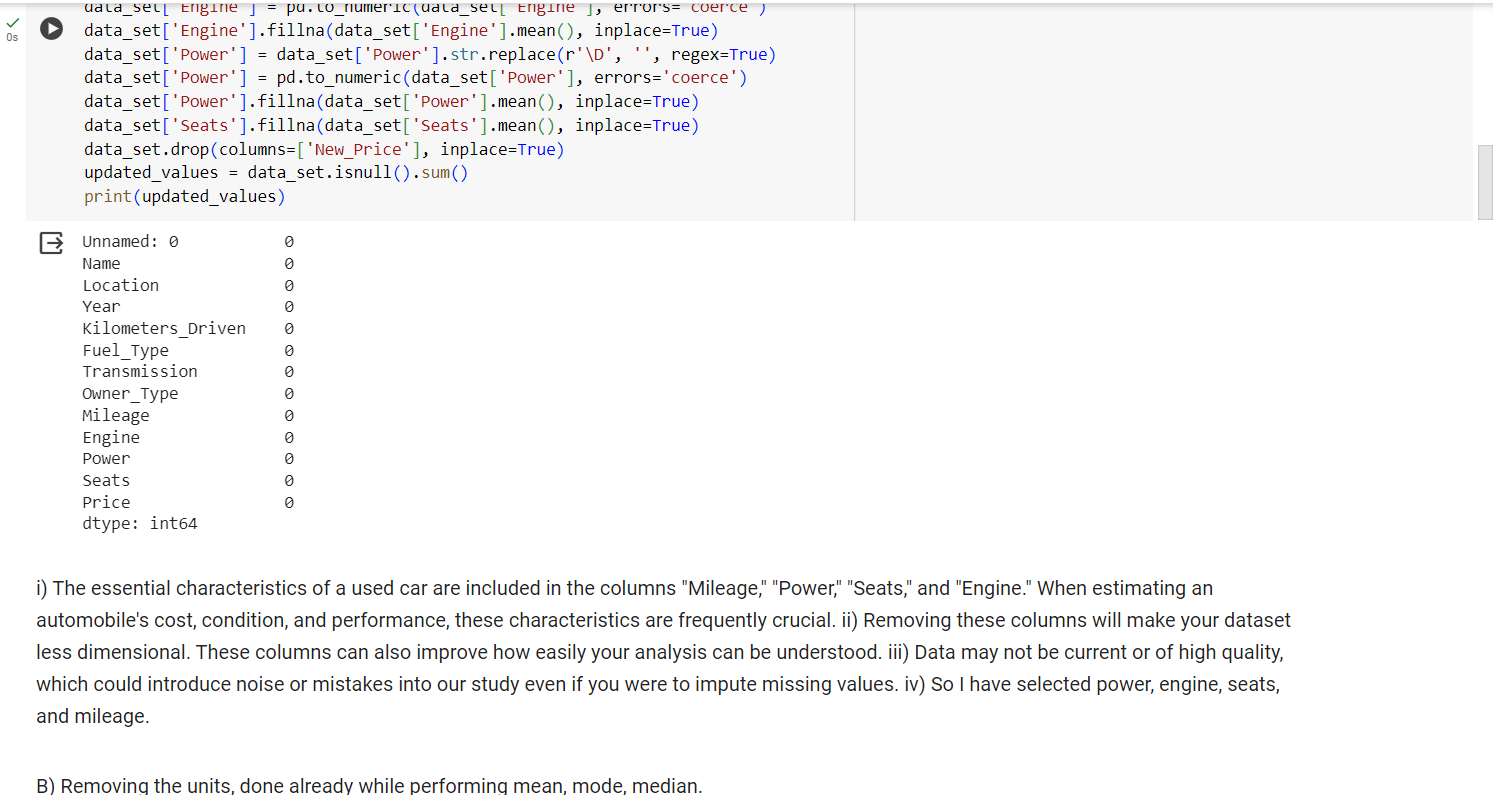 data_set['Engine'] = pd.to_numeric(data_set['Engine'], errors='coerce')
0s
data_set['Engine'].fillna(data_set['Engine'].mean(), inplace=True)
data_set['Power'] = data_set['Power'].str.replace(r'\D', '', regex=True)
data_set['Power'] = pd.to_numeric(data_set['Power'], errors='coerce')
data_set['Power'].fillna(data_set['Power'].mean(), inplace=True)
data_set['Seats'].fillna(data_set['Seats'].mean(), inplace=True)
data_set.drop(columns=['New_Price'], inplace=True)
updated_values = data_set.isnull().sum()
print(updated_values)
Unnamed: 0 0
Name 0
Location 0
Year 0
Kilometers_Driven 0
Fuel_Type 0
Transmission 0
Owner_Type 0
Mileage 0
Engine 0
Power 0
Seats 0
Price 0
dtype: int64
i) The essential characteristics of a used car are included in the columns "Mileage," "Power," "Seats," and "Engine." When estimating an
automobile's cost, condition, and performance, these characteristics are frequently crucial. ii) Removing these columns will make your dataset
less dimensional. These columns can also improve how easily your analysis can be understood. iii) Data may not be current or of high quality,
which could introduce noise or mistakes into our study even if you were to impute missing values. iv) So I have selected power, engine, seats,
and mileage.
B) Removing the units, done already while performing mean, mode, median.